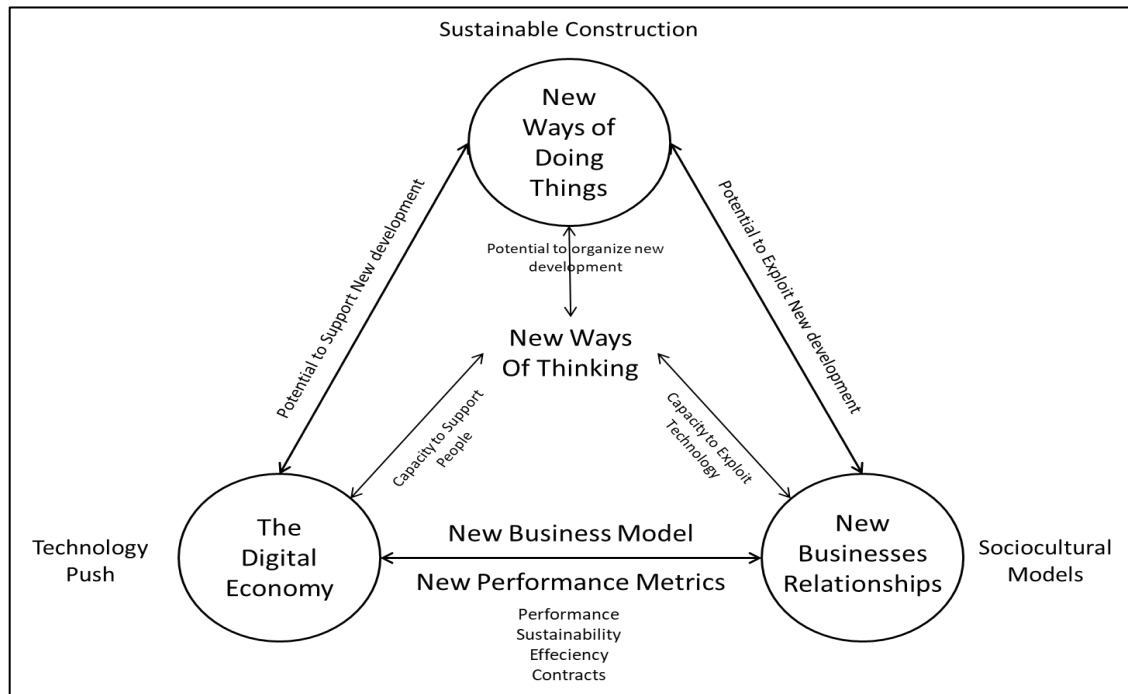 Sustainable Construction
New
Ways of
Doing
Things
Potential to Support New development
Potential to Exploit New development
Potential to organize new
development
New Ways
Of Thinking
Capacity to Support
People
Capacity to Exploit
Technology
Technology
Push
The
Digital
Economy
New Business Model
New Performance Metrics
Performance
Sustainability
Effeciency
Contracts
New
Businesses
Relationships
Sociocultural
Models